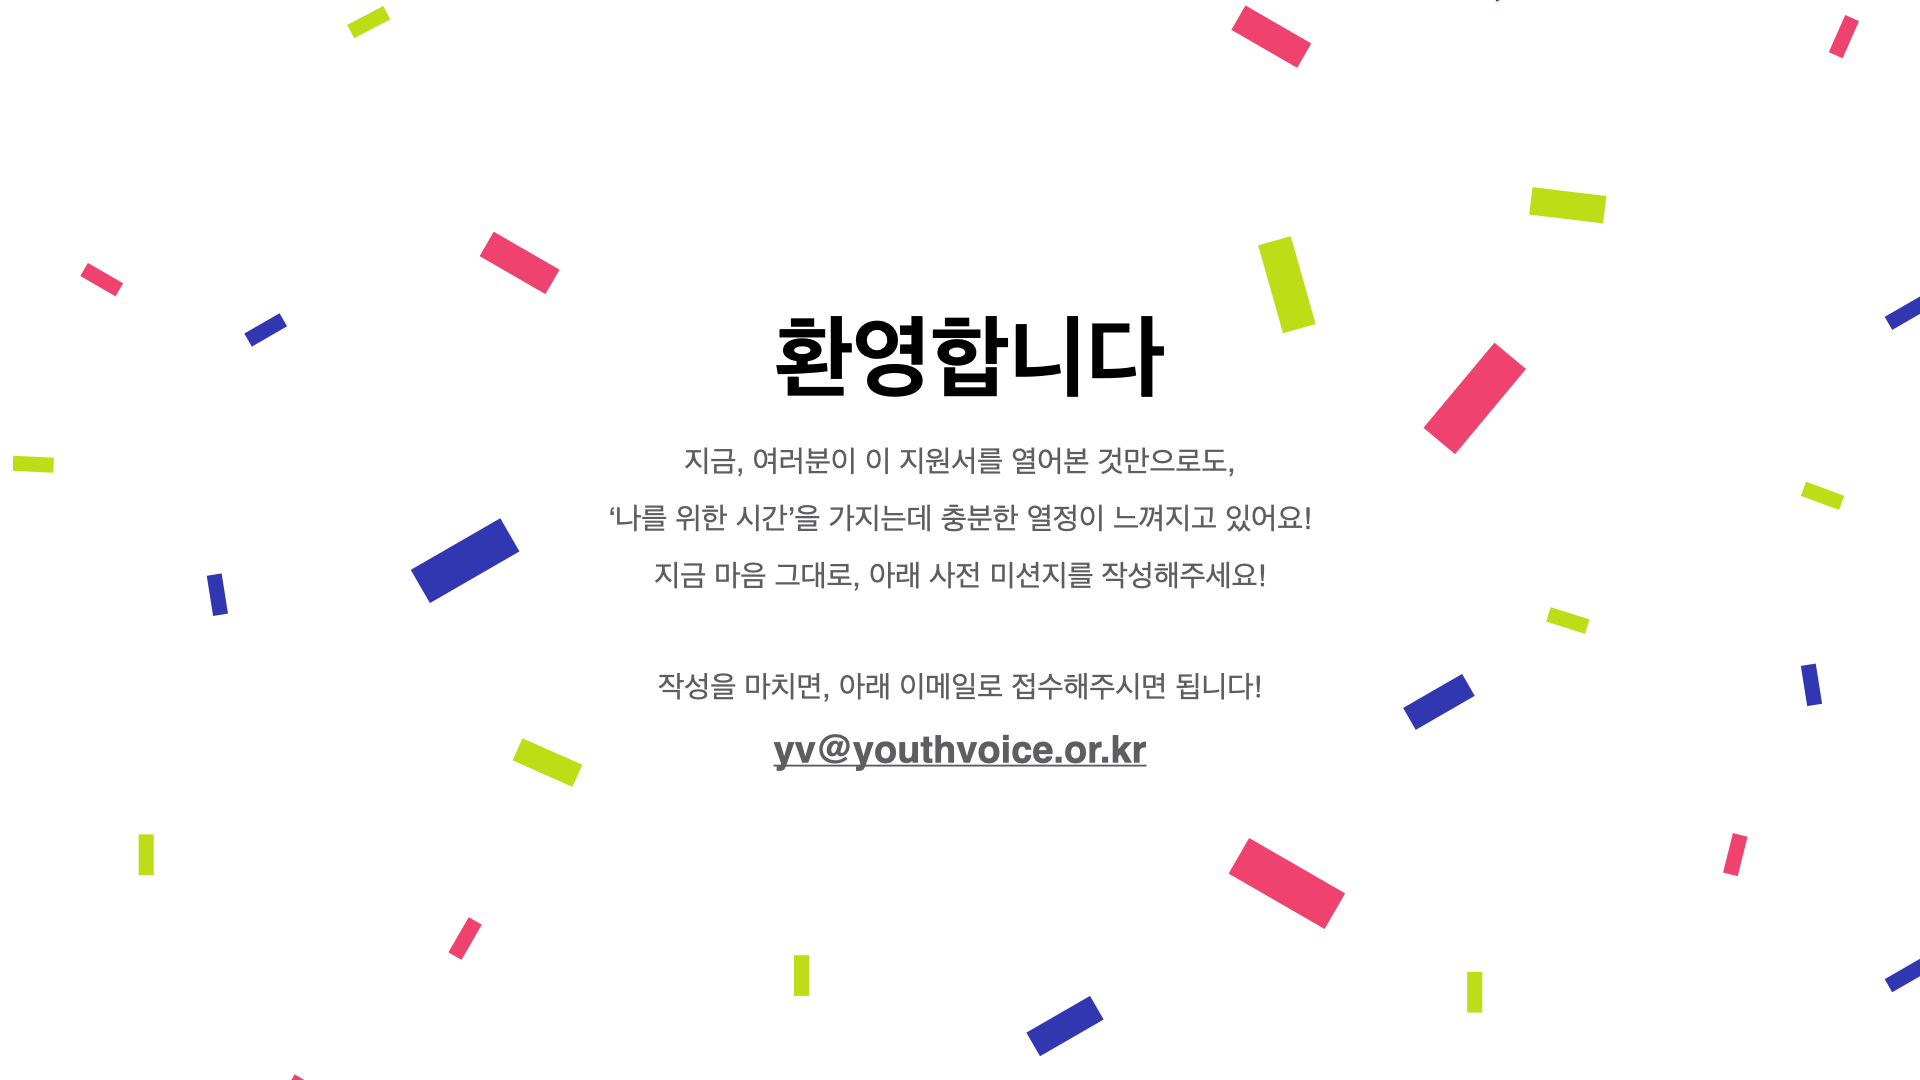 환영합니다
지금, 여러분이 이 지원서를 열어본 것만으로도,
‘나를 위한 시간’을 가지는데 충분한 열정이 느껴지고 있어요!
지금 마음 그대로, 아래 사전 미션지를 작성해주세요!
작성을 마치면, 아래 이메일로 접수해주시면 됩니다!
yv@youthvoice.or.kr